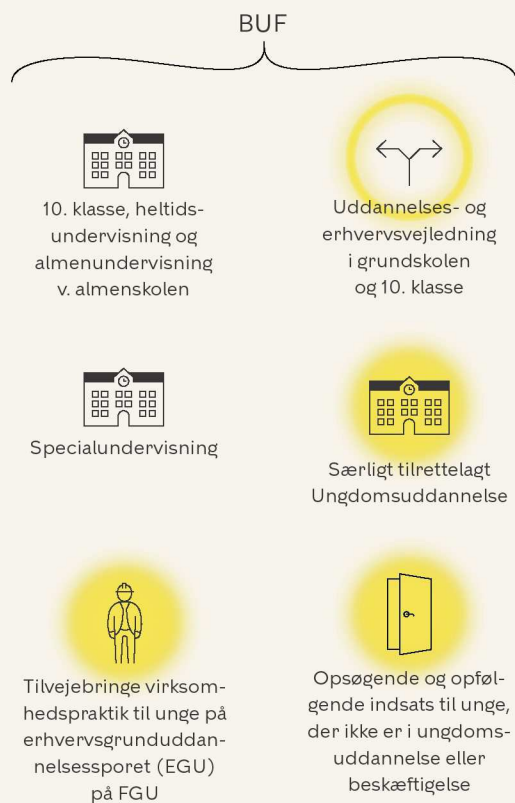 BUF
10. klasse, heltids-
undervisning og
almenundervisning
v. almenskolen
Uddannelses- og
erhvervsvejledning
i grundskolen
og 10. klasse
Specialundervisning
Særligt tilrettelagt
Ungdomsuddannelse
Tilvejebringe virksom-
hedspraktik til unge på
erhvervsgrunduddan-
nelsessporet (EGU)
på FGU
Opsøgende og opføl-
gende indsats til unge,
der ikke er i ungdoms-
uddannelse eller
beskæftigelse